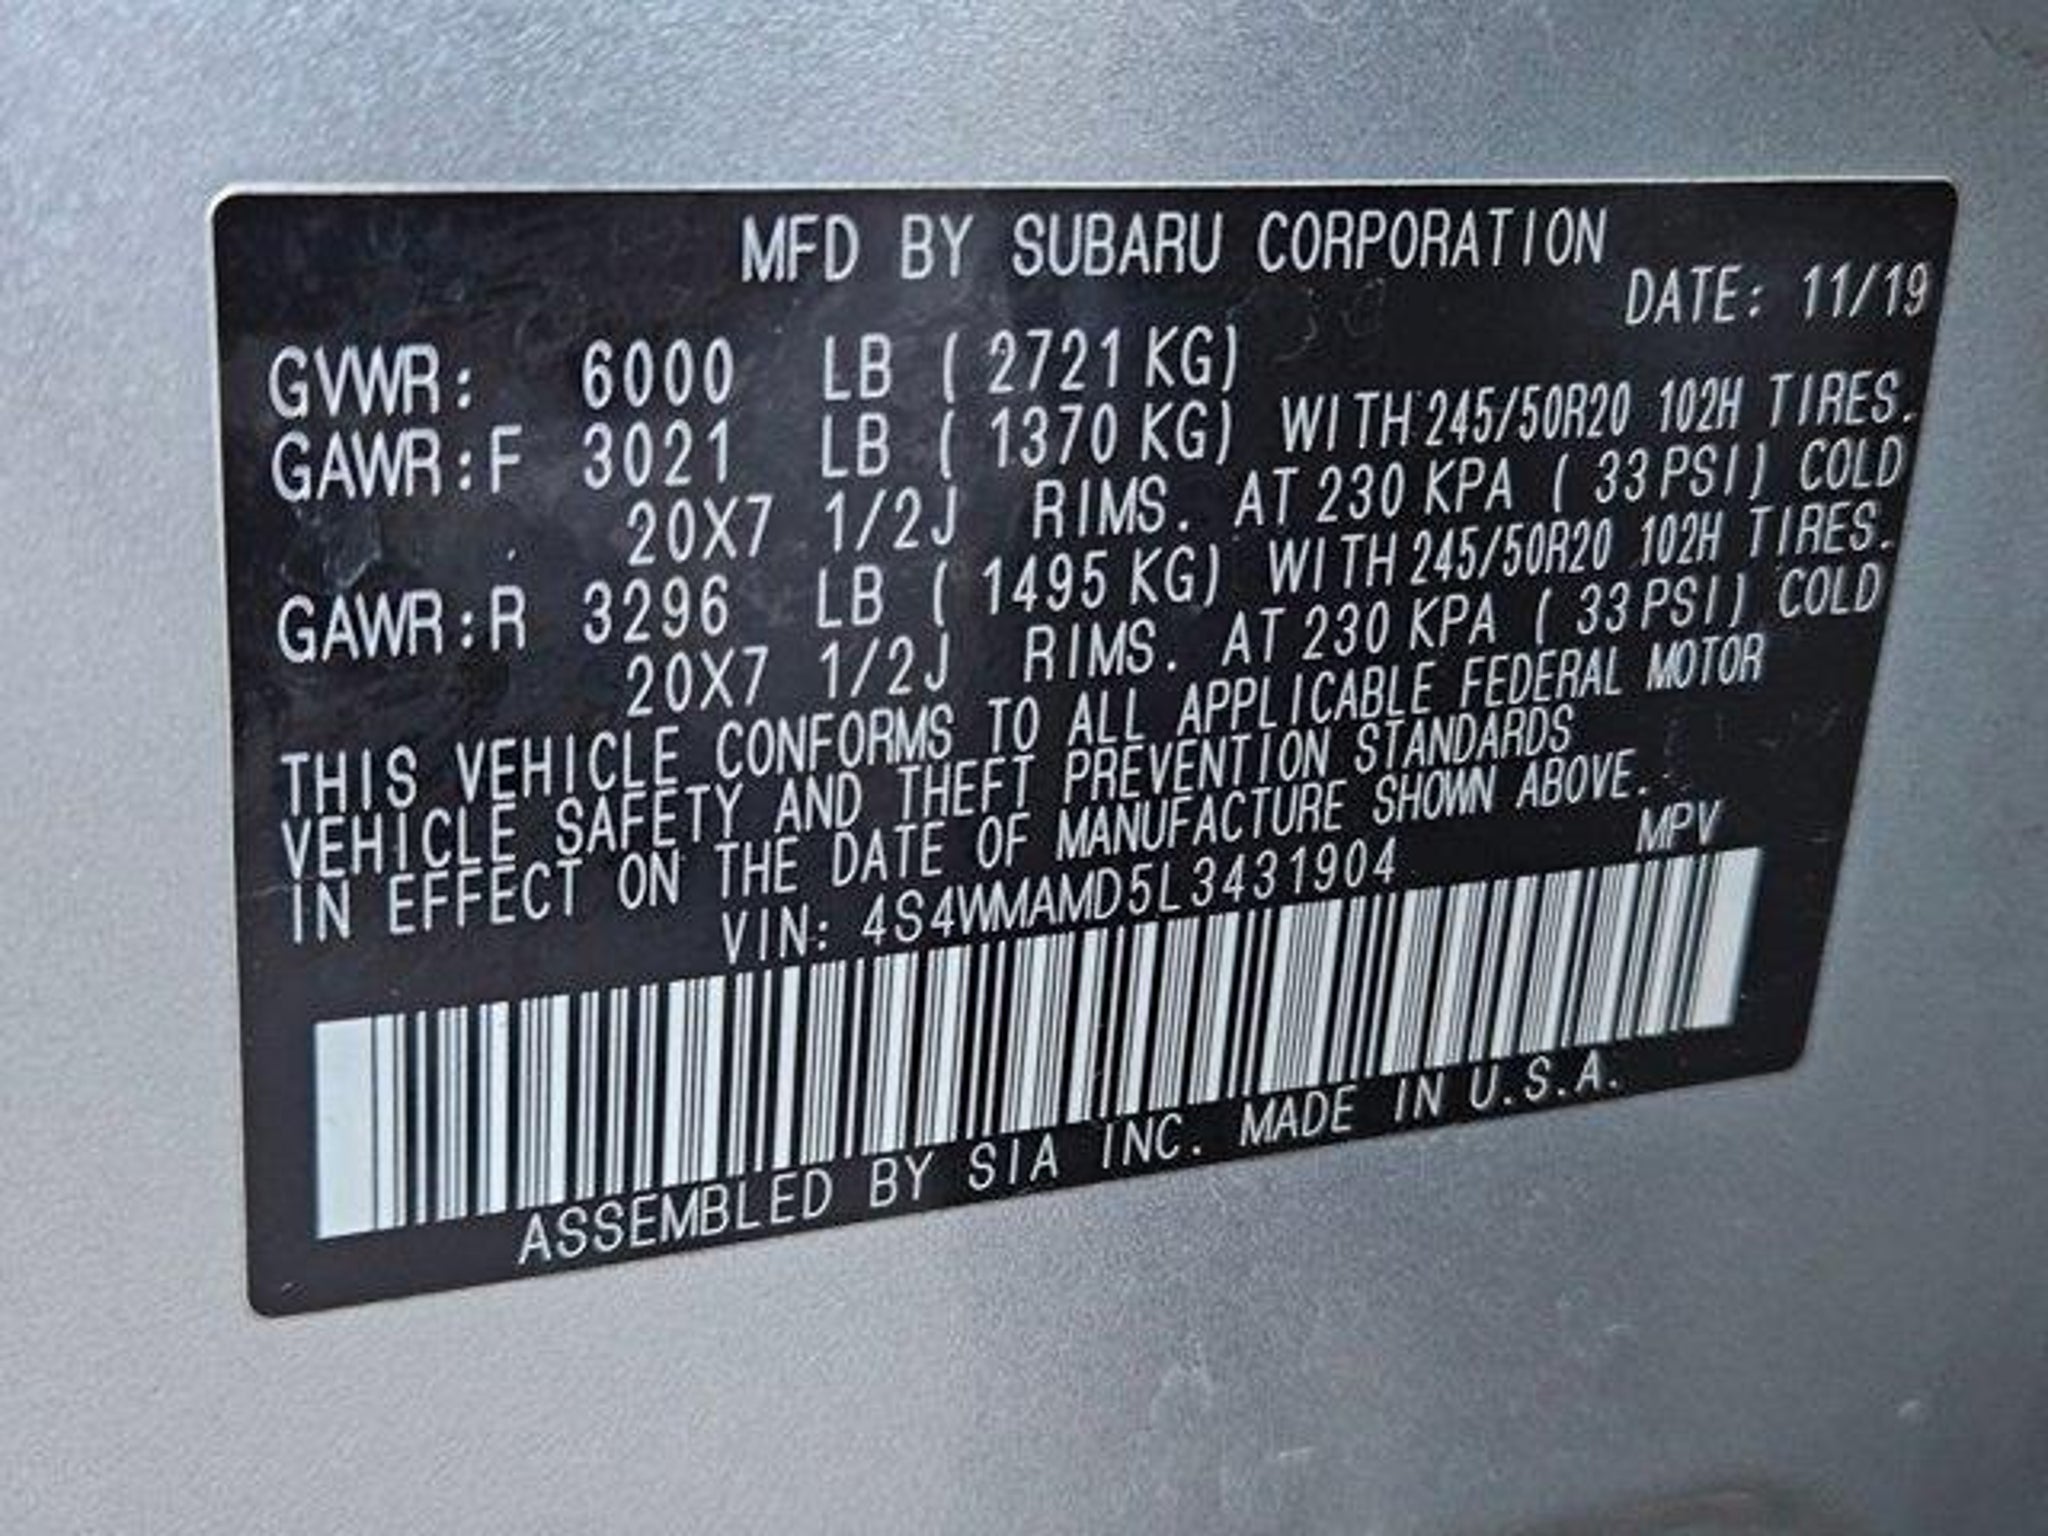 MFD BY SUBARU CORPORATION
DATE: 11/19
GVWR: 6000 LB ( 2721 KG)
GAWR:F 3021 LB ( 1370 KG) WITH 245/50R20 102H TIRES.
20X7 1/2J RIMS. AT 230 KPA ( 33 PSI) COLD
GAWR:R 3296 LB ( 1495 KG) WITH 245/50R20 102H TIRES.
20X7 1/2J RIMS. AT 230 KPA ( 33 PSI) COLD
THIS VEHICLE CONFORMS TO ALL APPLICABLE FEDERAL MOTOR
VEHICLE SAFETY AND THEFT PREVENTION STANDARDS
IN EFFECT ON THE DATE OF MANUFACTURE SHOWN ABOVE.
VIN: 4S4WMAMD5L3431904 MPV
ASSEMBLED BY SIA INC. MADE IN U.S.A.